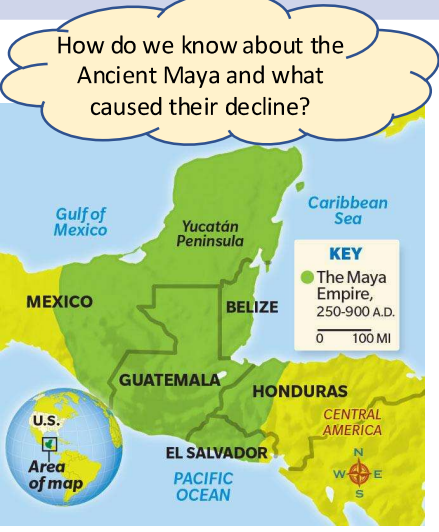 How do we know about the
Ancient Maya and what
caused their decline?
Gulf of
Mexico
Yucatán
Peninsula
Caribbean
Sea
KEY
The Maya
Empire,
250-900 A.D.
0 100 MI
MEXICO
BELIZE
GUATEMALA
HONDURAS
CENTRAL
AMERICA
EL SALVADOR
PACIFIC
OCEAN
U.S.
Area
of map
N
W E
S